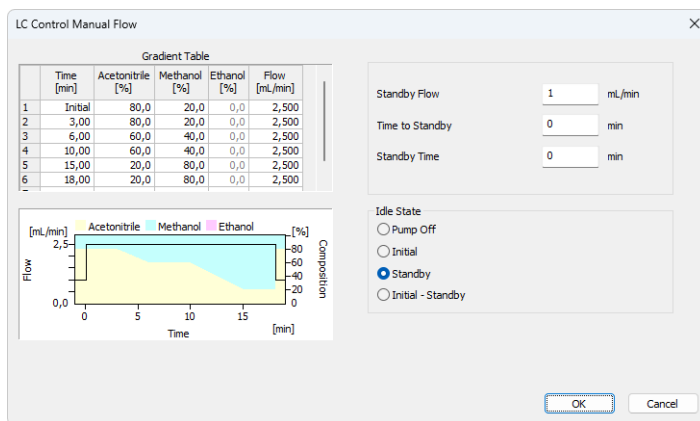 LC Control Manual Flow
Gradient Table
Time [min] Acetonitrile [%] Methanol [%] Ethanol [%] Flow [mL/min]
1 Initial 80,0 20,0 0,0 2,500
2 3,00 80,0 20,0 0,0 2,500
3 6,00 60,0 40,0 0,0 2,500
4 10,00 60,0 40,0 0,0 2,500
5 15,00 20,0 80,0 0,0 2,500
6 18,00 20,0 80,0 0,0 2,500
Standby Flow 1 mL/min
Time to Standby 0 min
Standby Time 0 min
[mL/min] Acetonitrile Methanol Ethanol [%]
2,5
0,0
Flow
80
60
40
20
0
Composition
0 5 10 15 [min]
Time
Idle State
Pump Off
Initial
Standby
Initial - Standby
OK Cancel